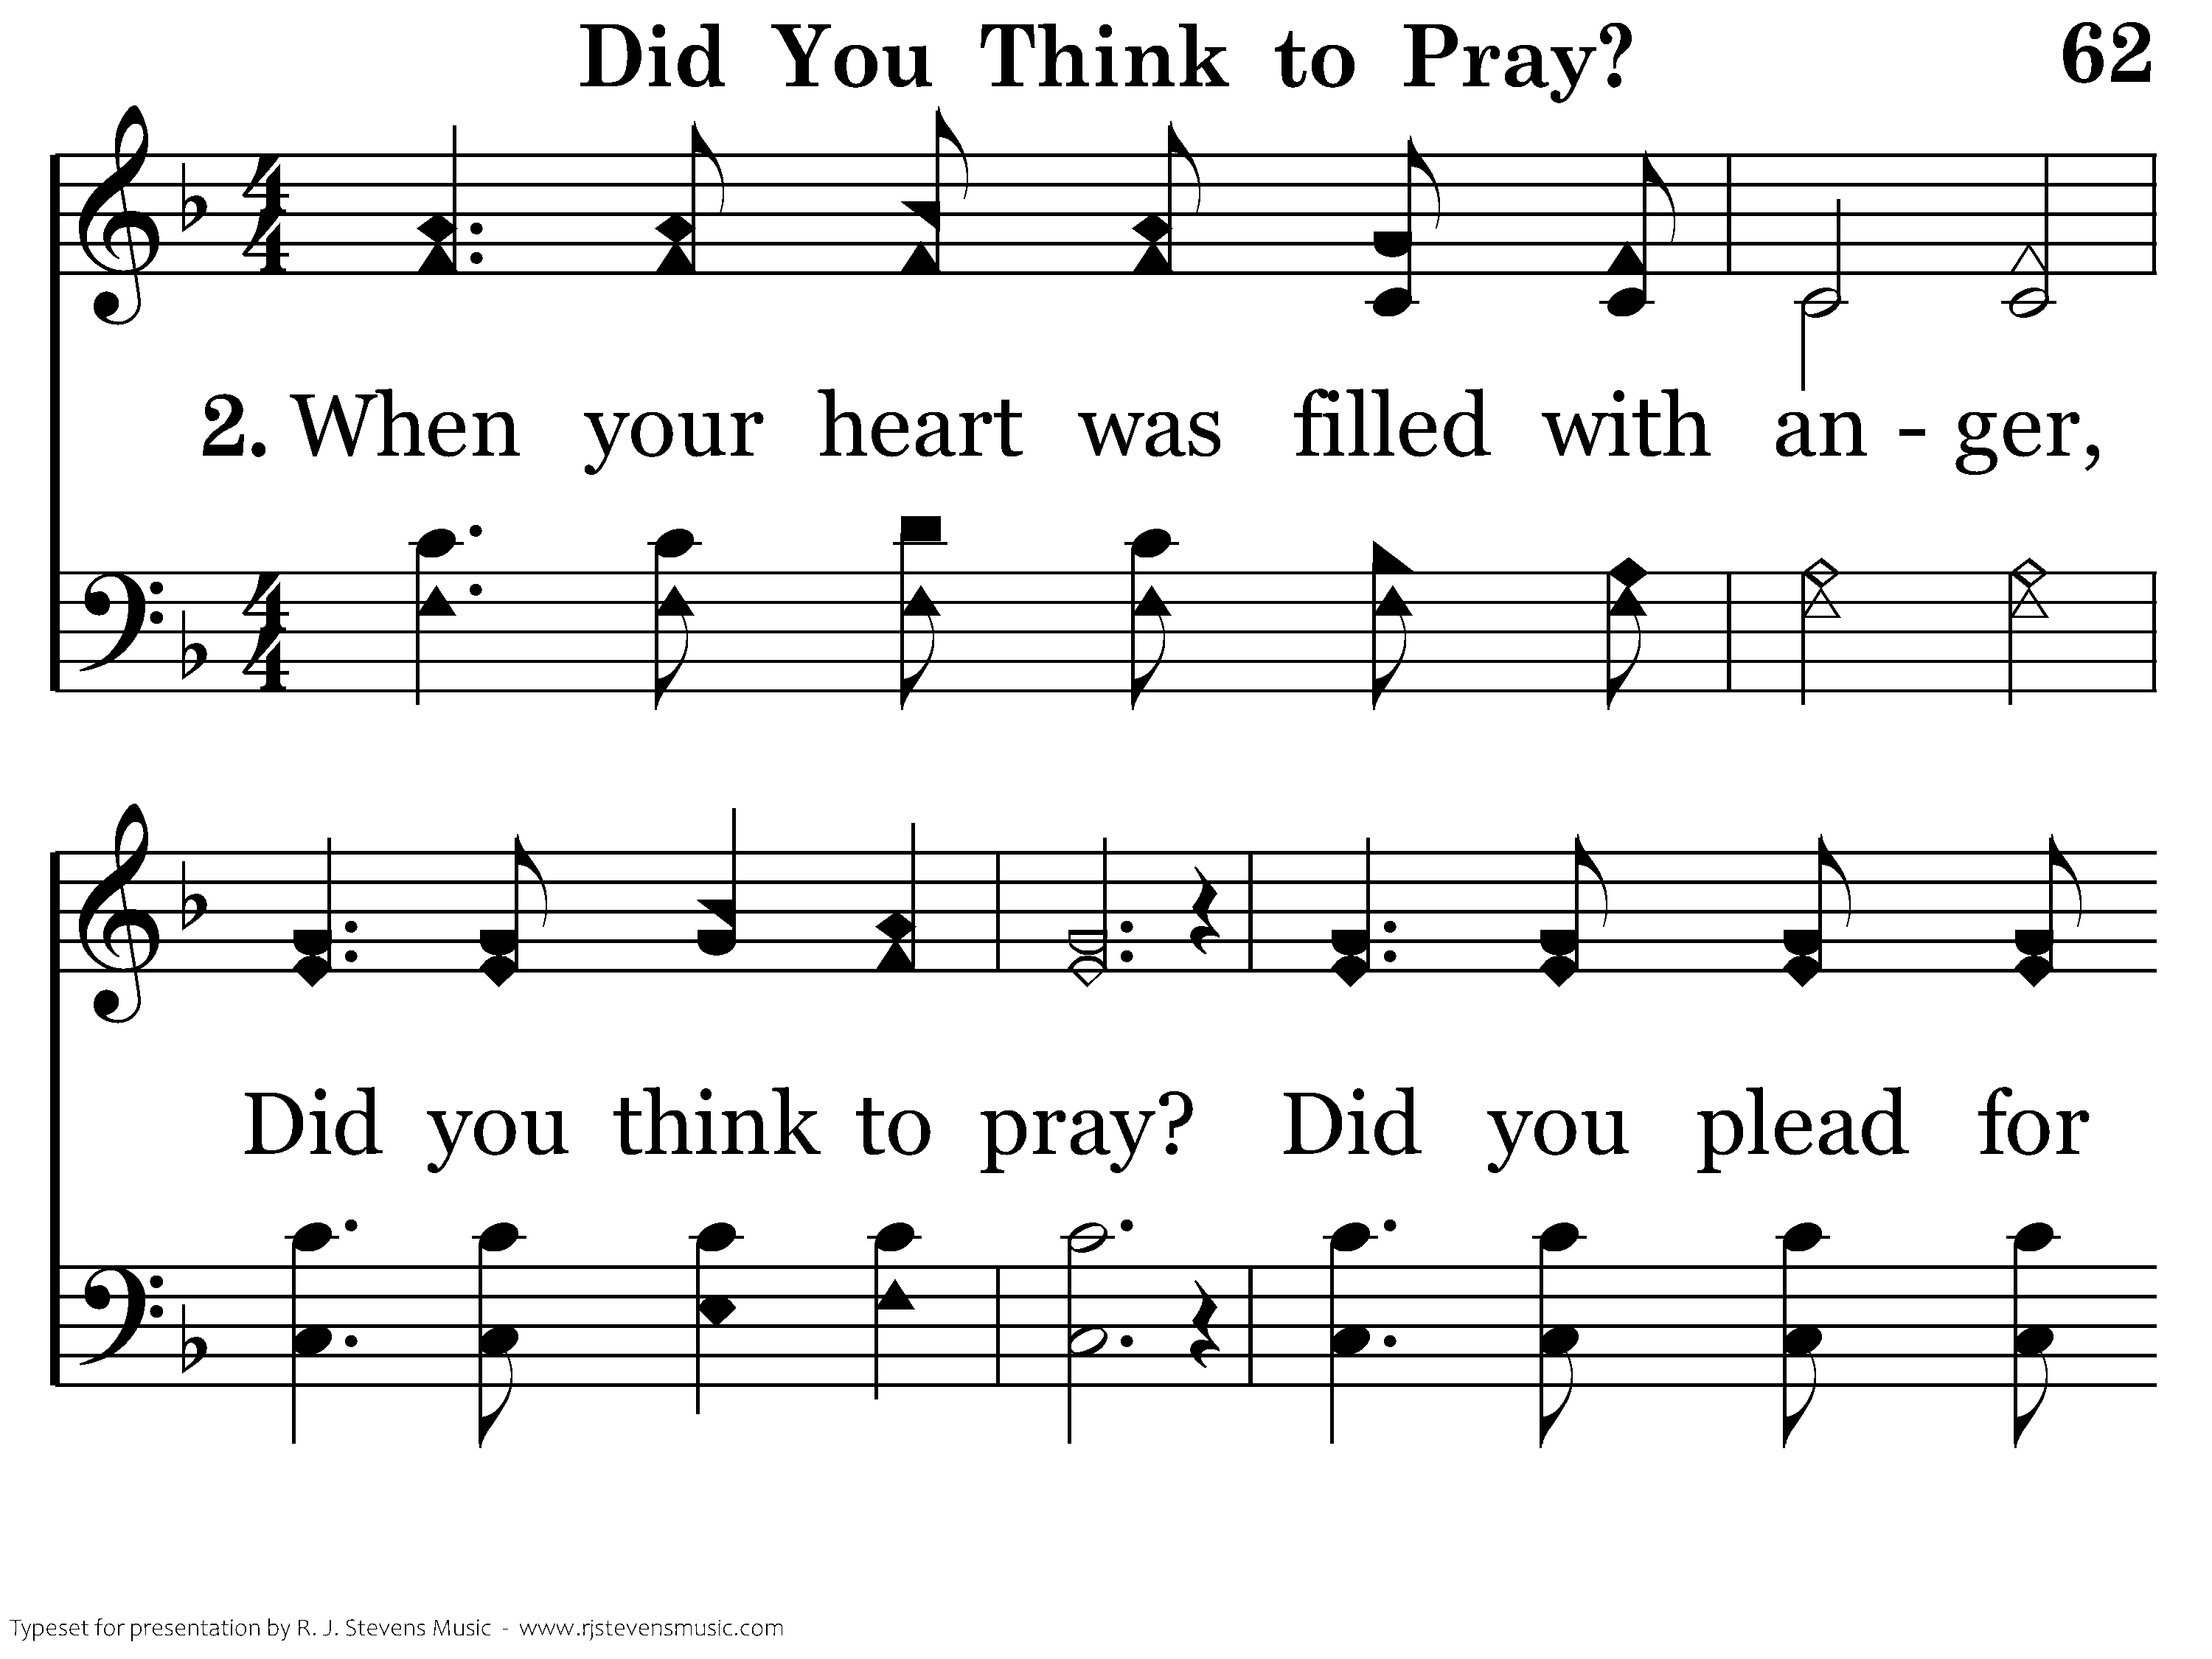 Did You Think to Pray? 62
2. When your heart was filled with an - ger,
Did you think to pray? Did you plead for
Typeset for presentation by R. J. Stevens Music - www.rjstevensmusic.com